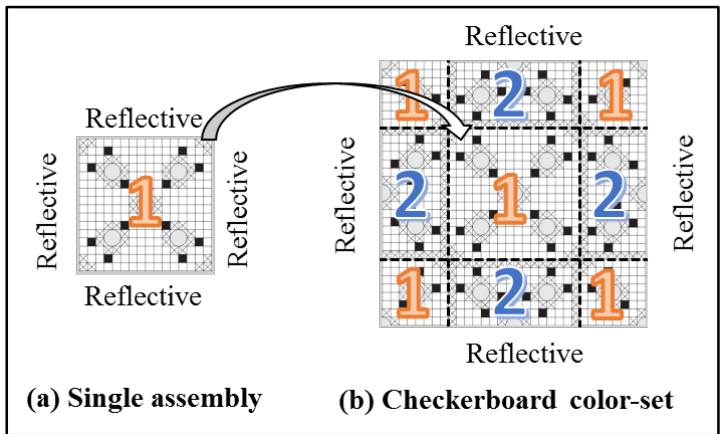 Reflective
1 2 1
Reflective
Reflective 1 Reflective
2 1 2
Reflective Reflective
Reflective
1 2 1
Reflective
(a) Single assembly (b) Checkerboard color-set